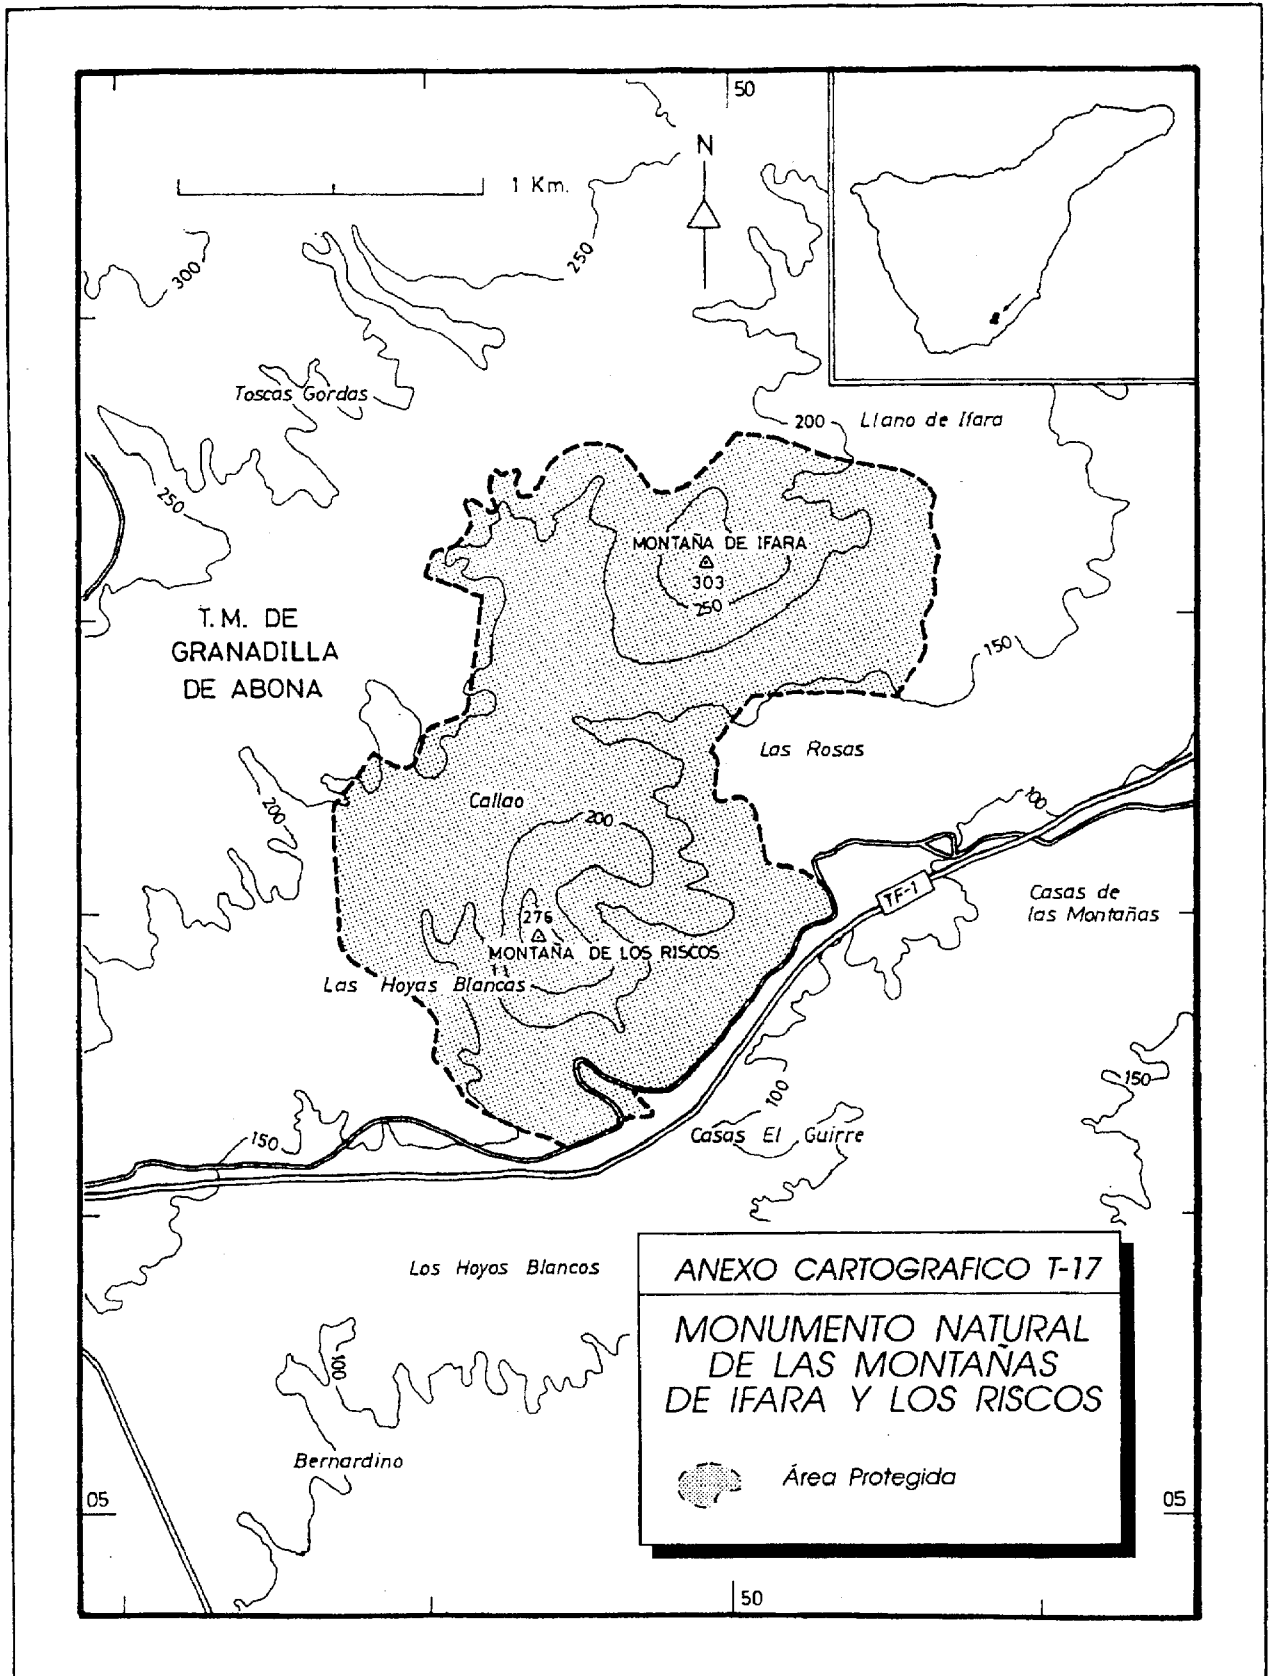 50
N
1 Km.
300
250
Toscas Gordas
200
Llano de Ifara
250
MONTAÑA DE IFARA
303
250
T.M. DE
GRANADILLA
DE ABONA
150
Las Rosas
Callao
200
200
100
TF-1
Casas de
las Montañas
276
MONTAÑA DE LOS RISCOS
Las Hoyas Blancas
150
100
150
Casas El Guirre
Los Hoyos Blancos
ANEXO CARTOGRAFICO T-17
MONUMENTO NATURAL
DE LAS MONTAÑAS
DE IFARA Y LOS RISCOS
100
Bernardino
Área Protegida
05
05
50